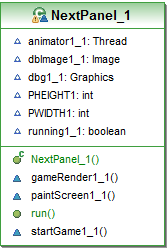 NextPanel_1
animator1_1: Thread
dbImage1_1: Image
dbg1_1: Graphics
PHEIGHT1: int
PWIDTH1: int
running1_1: boolean
NextPanel_1()
gameRender1_1()
paintScreen1_1()
run()
startGame1_1()